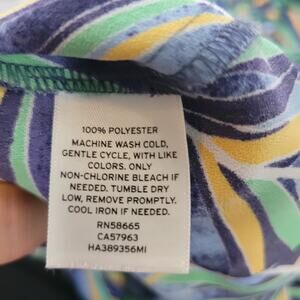 100% POLYESTER
MACHINE WASH COLD,
GENTLE CYCLE, WITH LIKE
COLORS. ONLY
NON-CHLORINE BLEACH IF
NEEDED. TUMBLE DRY
LOW, REMOVE PROMPTLY.
COOL IRON IF NEEDED.
RN58665
CA57963
HA389356MI